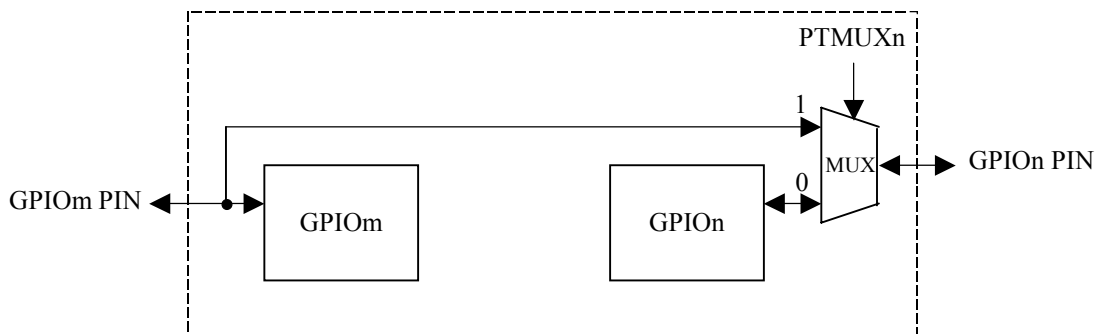 PTMUXn
1
MUX
GPIOn PIN
0
GPIOm PIN
GPIOm
GPIOn